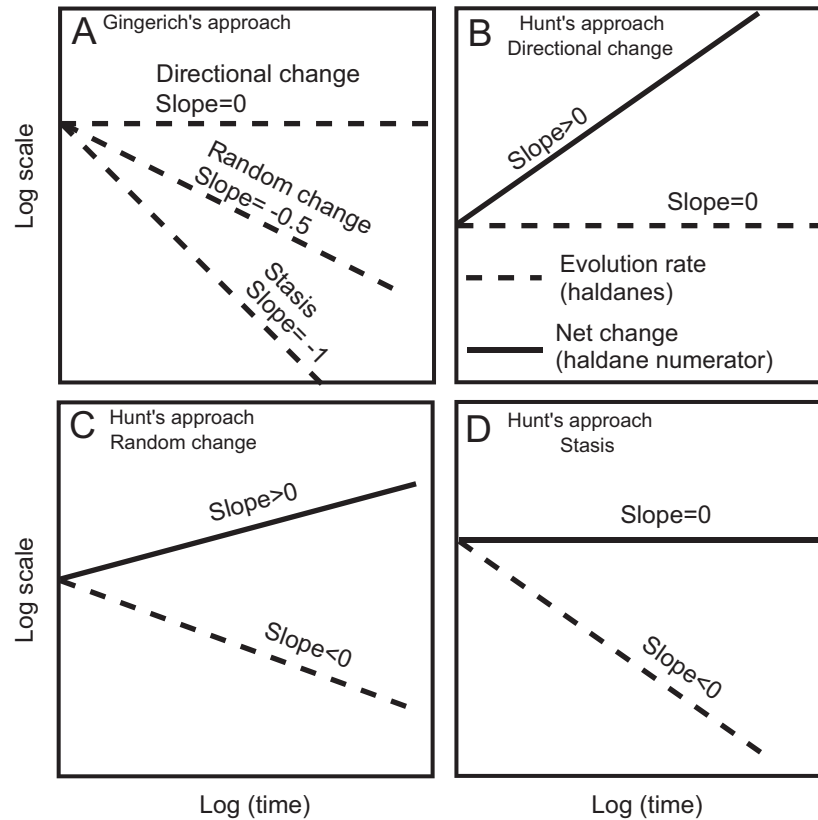 A
Gingerich's approach
Directional change
Slope=0
Random change
Slope= -0.5
Stasis
Slope= -1
Log scale
B
Hunt's approach
Directional change
Slope>0
Slope=0
Evolution rate
(haldanes)
Net change
(haldane numerator)
C
Hunt's approach
Random change
Slope>0
Slope<0
Log scale
Log (time)
D
Hunt's approach
Stasis
Slope=0
Slope<0
Log (time)